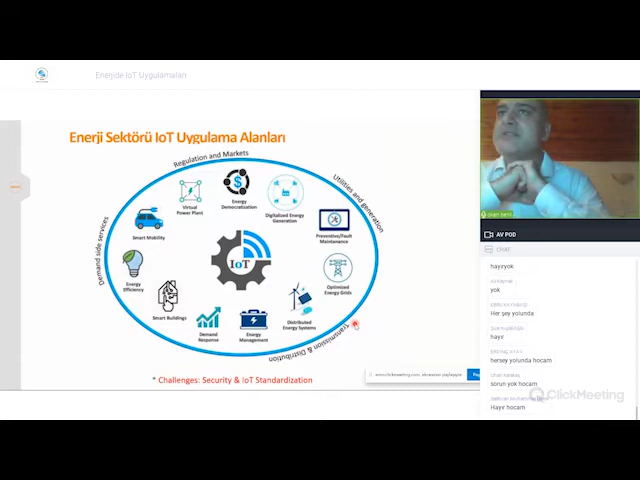 Enerjide IoT Uygulamaları
Enerji Sektörü IoT Uygulama Alanları
Regulation and Markets
Utilities and generation
Transmission & Distribution
Demand side services
Virtual
Power Plant
Energy
Democratization
Digitalized Energy
Generation
Smart Mobility
Preventive/Fault
Maintenance
IoT
Energy
Efficiency
Optimized
Energy Grids
Smart Buildings
Demand
Response
Energy
Management
Distributed
Energy Systems
* Challenges: Security & IoT Standardization
AV POD
CHAT
hayıryok
yok
Her şey yolunda
hayır
hersey yolunda hocam
sorun yok hocam
Hayır hocam
ClickMeeting